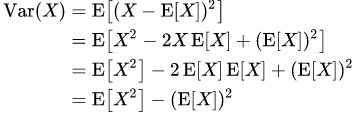 Var(X) = E[(X − E[X])²]
= E[X² − 2X E[X] + (E[X])²]
= E[X²] − 2 E[X] E[X] + (E[X])²
= E[X²] − (E[X])²